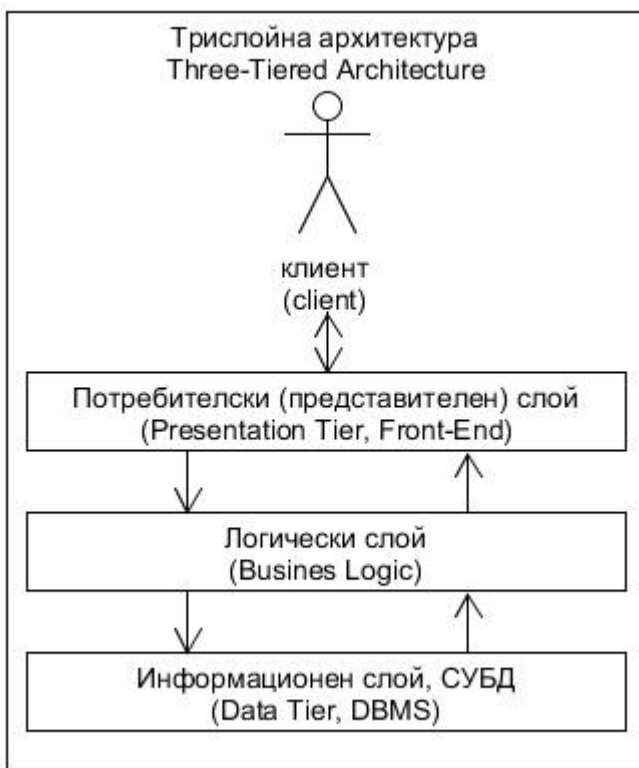 Трислойна архитектура
Three-Tiered Architecture
клиент
(client)
Потребителски (представителен) слой
(Presentation Tier, Front-End)
Логически слой
(Busines Logic)
Информационен слой, СУБД
(Data Tier, DBMS)